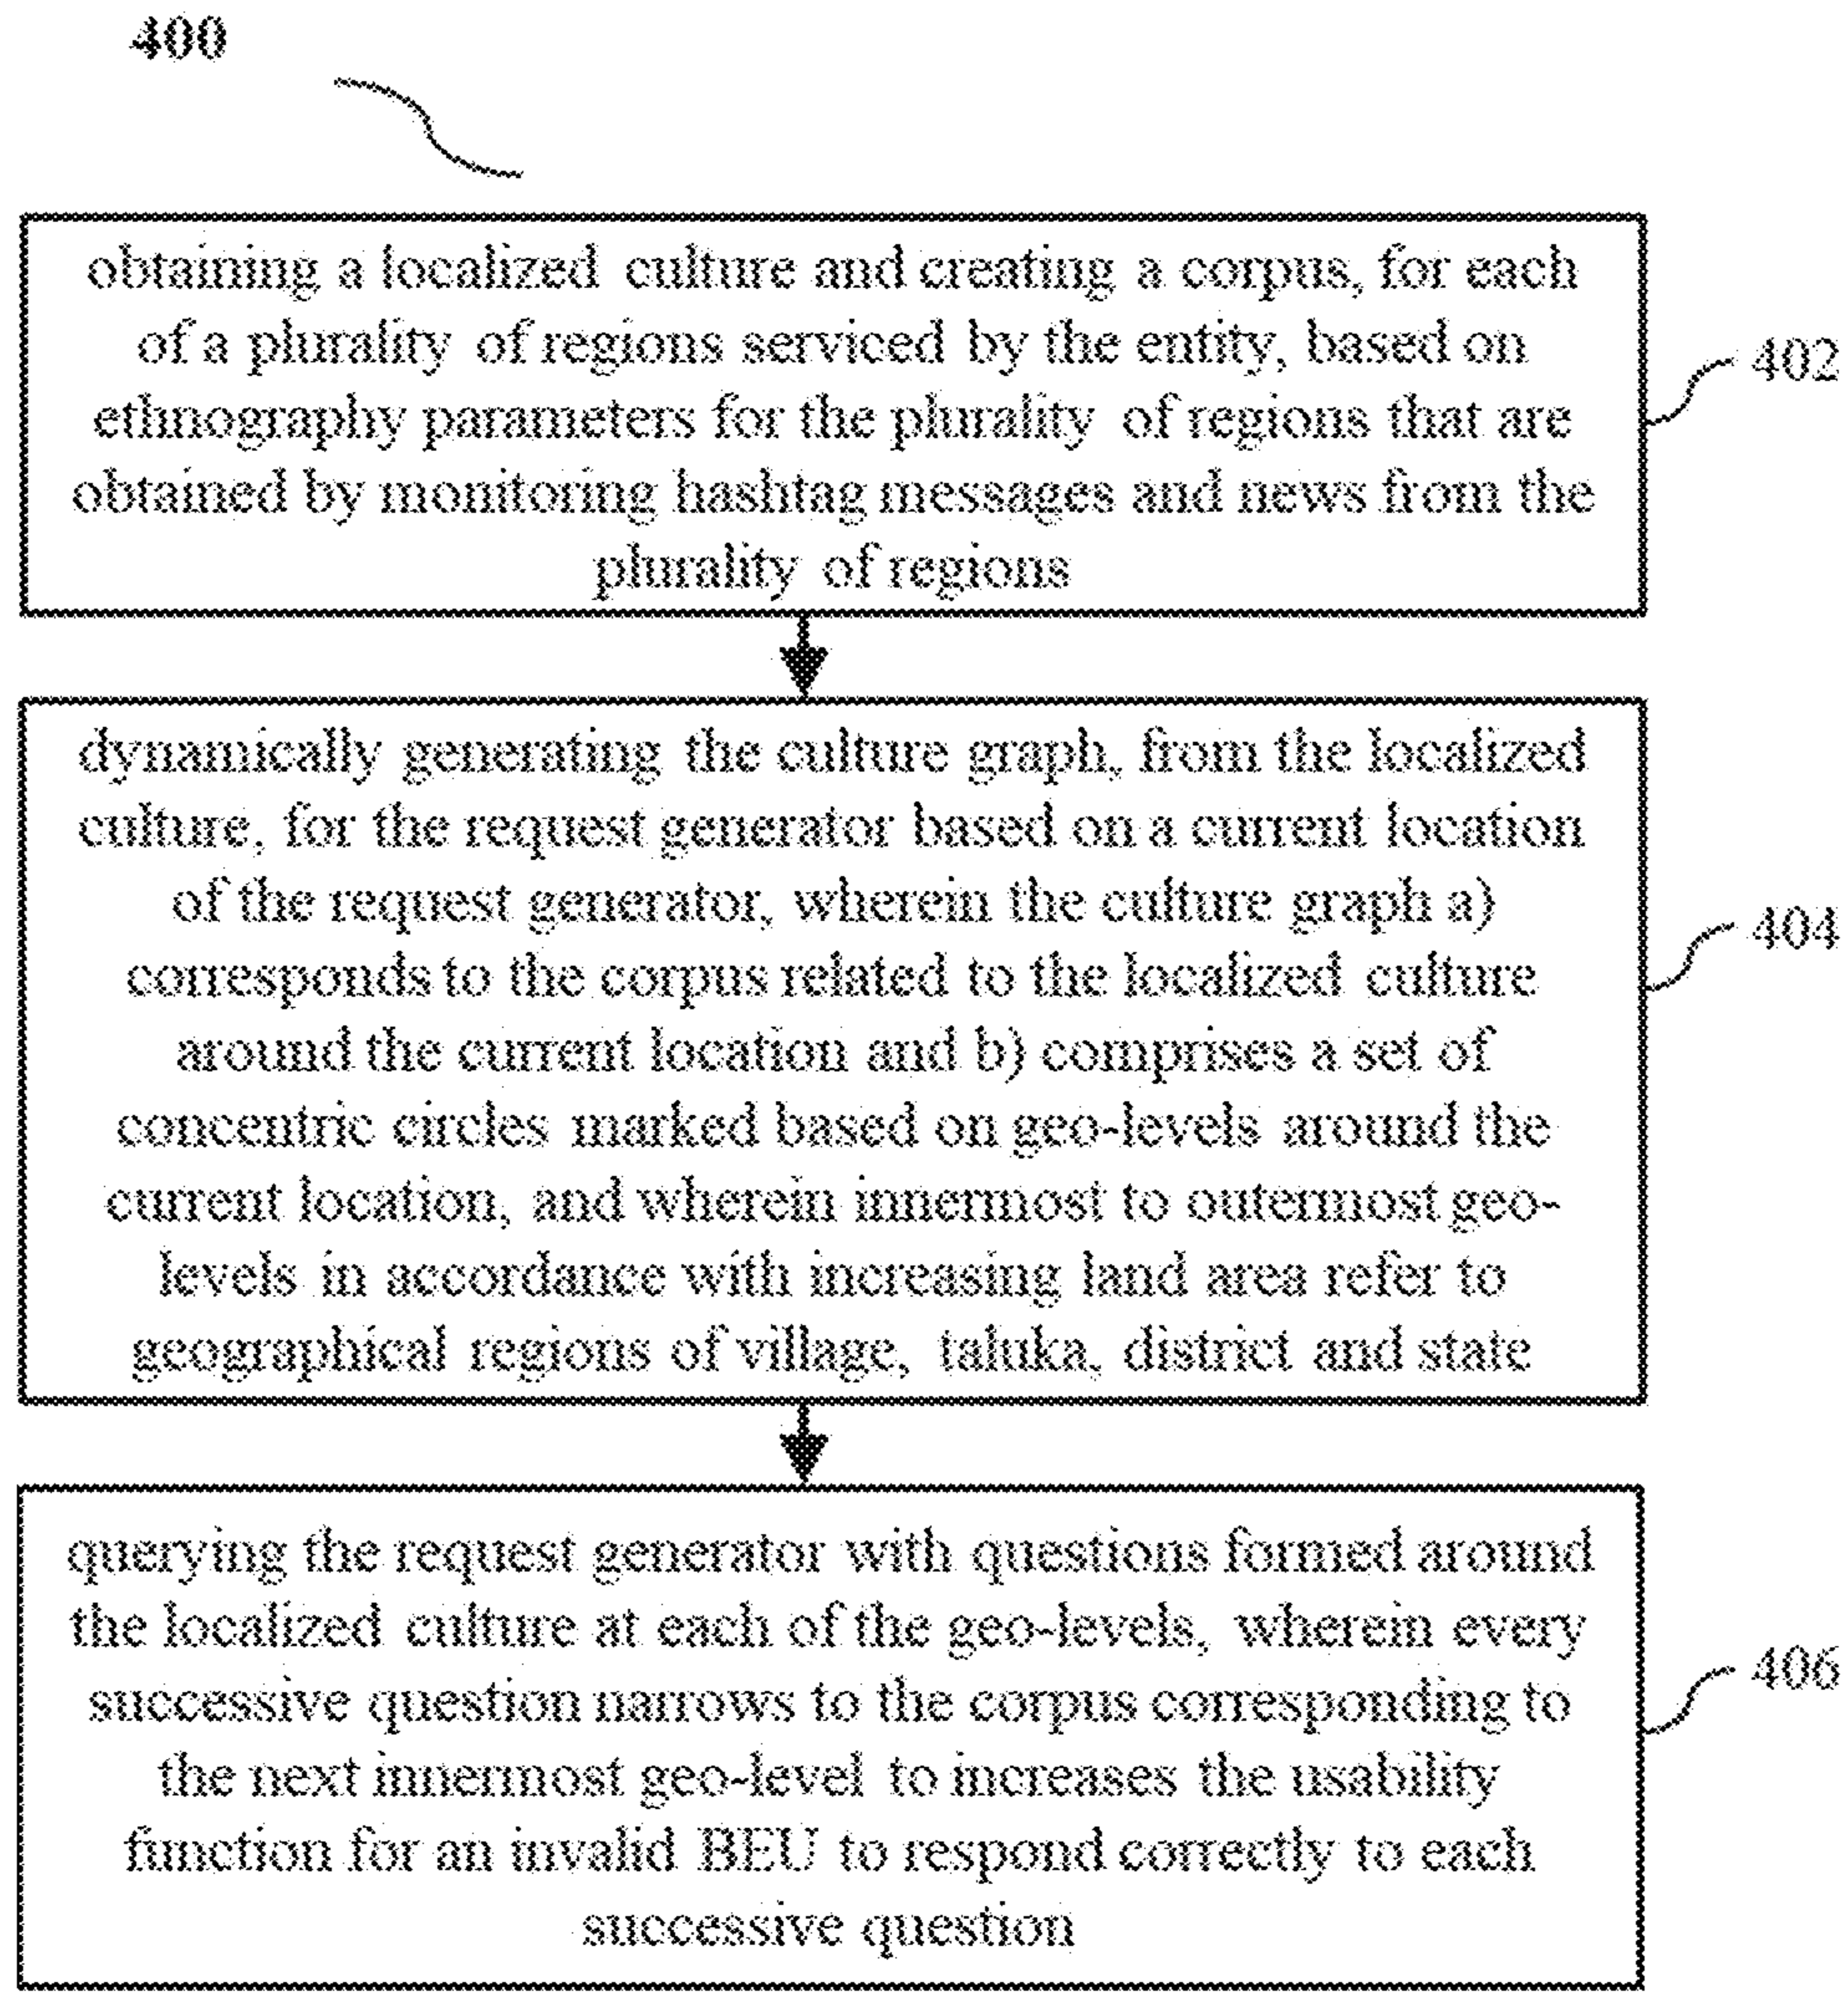 400
obtaining a localized culture and creating a corpus, for each
of a plurality of regions serviced by the entity, based on
ethnography parameters for the plurality of regions that are
obtained by monitoring hashtag messages and news from the
plurality of regions
402
dynamically generating the culture graph, from the localized
culture, for the request generator based on a current location
of the request generator, wherein the culture graph a)
corresponds to the corpus related to the localized culture
around the current location and b) comprises a set of
concentric circles marked based on geo-levels around the
current location, and wherein innermost to outermost geo-
levels in accordance with increasing land area refer to
geographical regions of village, taluka, district and state
404
querying the request generator with questions formed around
the localized culture at each of the geo-levels, wherein every
successive question narrows to the corpus corresponding to
the next innermost geo-level to increases the usability
function for an invalid BEU to respond correctly to each
successive question
406